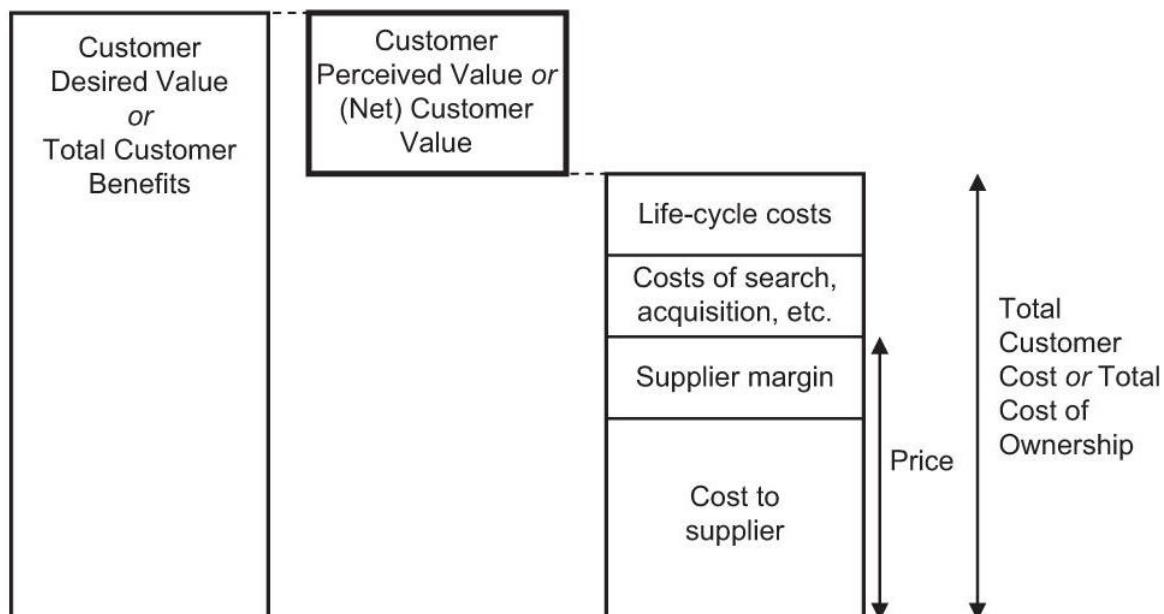 Customer
Desired Value
or
Total Customer
Benefits
Customer
Perceived Value or
(Net) Customer
Value
Life-cycle costs
Costs of search,
acquisition, etc.
Supplier margin
Cost to
supplier
Price
Total
Customer
Cost or Total
Cost of
Ownership